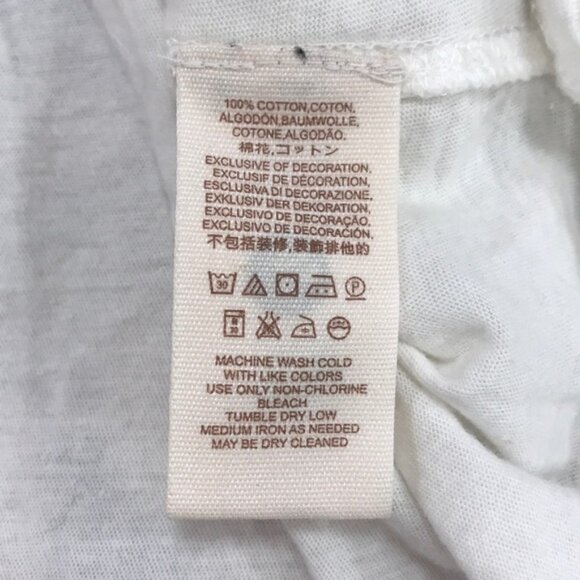 100% COTTON,COTON,
ALGODÓN,BAUMWOLLE,
COTONE,ALGODÃO.
棉花,コットン
EXCLUSIVE OF DECORATION.
EXCLUSIF DE DÉCORATION.
ESCLUSIVA DI DECORAZIONE.
EXKLUSIV DER DEKORATION.
EXCLUSIVO DE DECORAÇÃO.
EXCLUSIVO DE DECORACIÓN.
不包括装修,装飾排他的
30 P
30
MACHINE WASH COLD
WITH LIKE COLORS
USE ONLY NON-CHLORINE
BLEACH
TUMBLE DRY LOW
MEDIUM IRON AS NEEDED
MAY BE DRY CLEANED